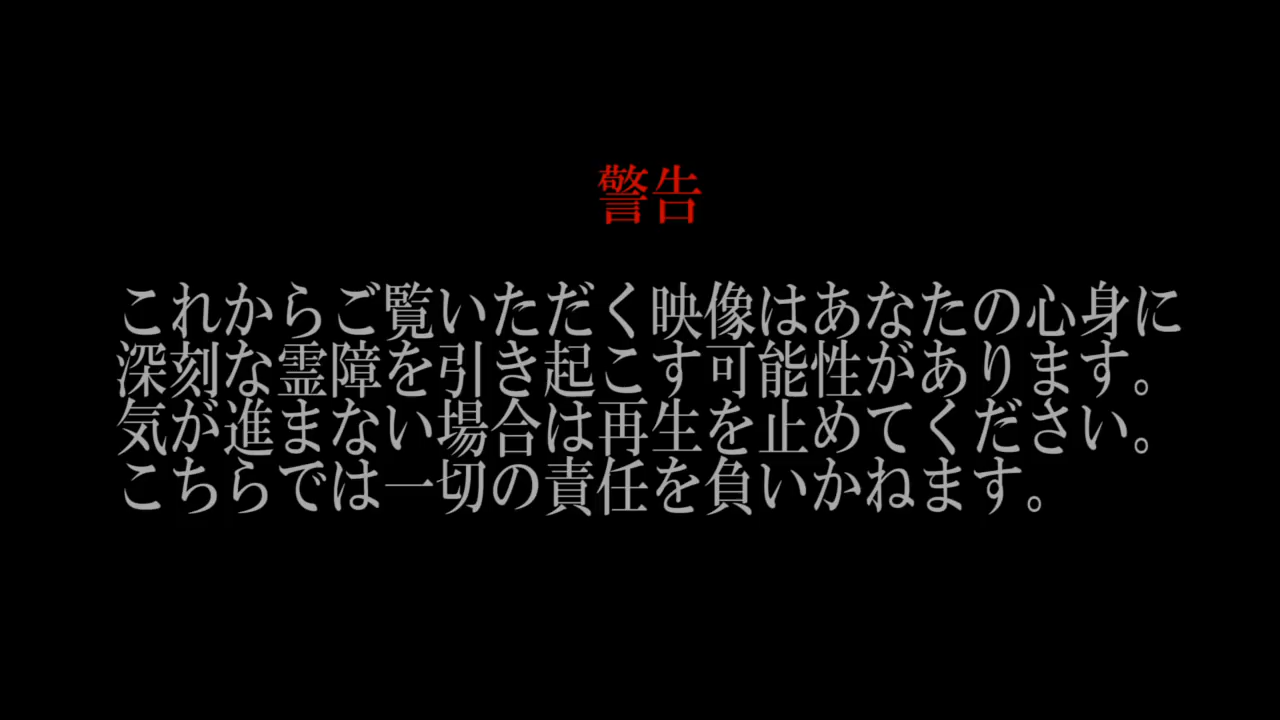 警告
これからご覧いただく映像はあなたの心身に
深刻な霊障を引き起こす可能性があります。
気が進まない場合は再生を止めてください。
こちらでは一切の責任を負いかねます。